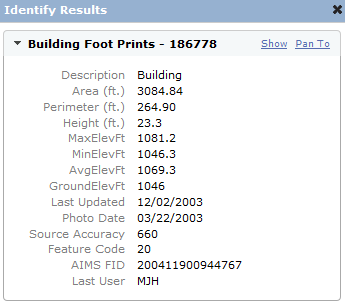 Identify Results
Building Foot Prints - 186778 Show Pan To
Description Building
Area (ft.) 3084.84
Perimeter (ft.) 264.90
Height (ft.) 23.3
MaxElevFt 1081.2
MinElevFt 1046.3
AvgElevFt 1069.3
GroundElevFt 1046
Last Updated 12/02/2003
Photo Date 03/22/2003
Source Accuracy 660
Feature Code 20
AIMS FID 200411900944767
Last User MJH